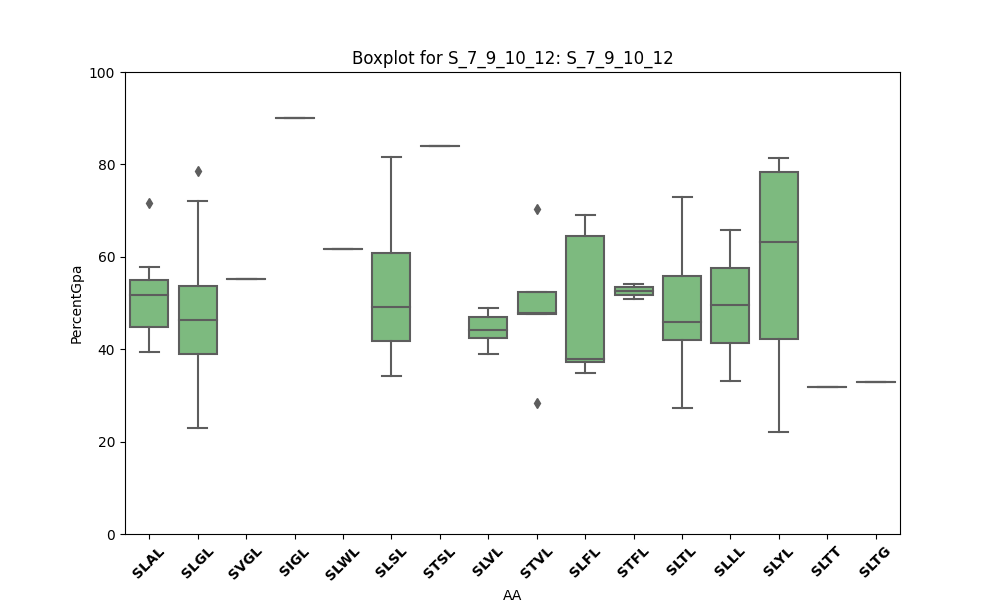 Boxplot for S_7_9_10_12: S_7_9_10_12
100
80
60
40
20
0
PercentGpa
SLAL
SLGL
SVGL
SIGL
SLWL
SLSL
STSL
SLVL
STVL
SLFL
STFL
SLTL
SLLL
SLYL
SLTT
SLTG
AA